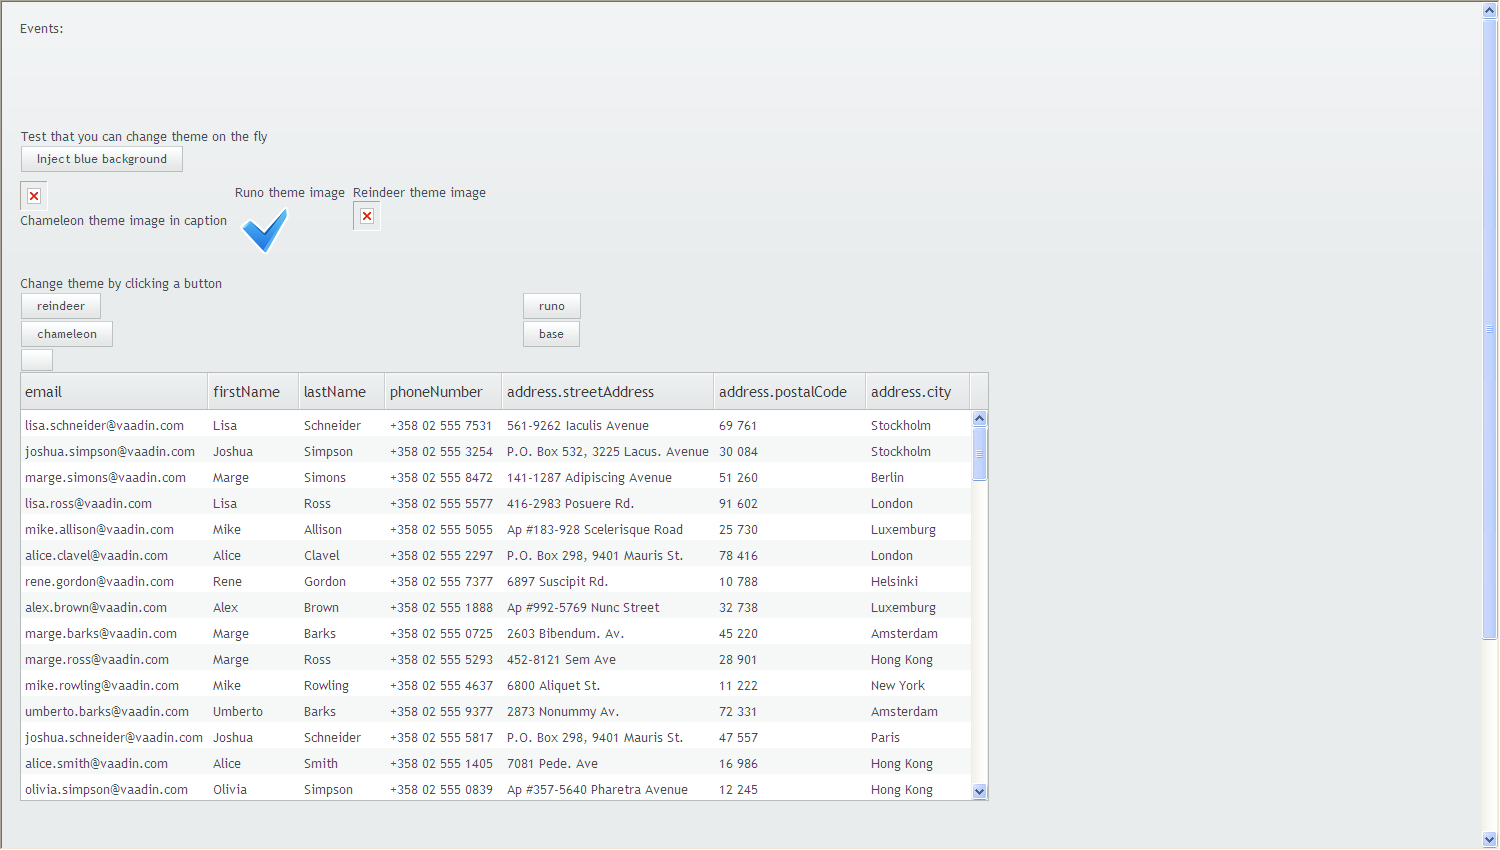 Events:
Test that you can change theme on the fly
Inject blue background
Runo theme image Reindeer theme image
Chameleon theme image in caption
Change theme by clicking a button
reindeer runo
chameleon base
email firstName lastName phoneNumber address.streetAddress address.postalCode address.city
lisa.schneider@vaadin.com Lisa Schneider +358 02 555 7531 561-9262 Iaculis Avenue 69 761 Stockholm
joshua.simpson@vaadin.com Joshua Simpson +358 02 555 3254 P.O. Box 532, 3225 Lacus. Avenue 30 084 Stockholm
marge.simons@vaadin.com Marge Simons +358 02 555 8472 141-1287 Adipiscing Avenue 51 260 Berlin
lisa.ross@vaadin.com Lisa Ross +358 02 555 5577 416-2983 Posuere Rd. 91 602 London
mike.allison@vaadin.com Mike Allison +358 02 555 5055 Ap #183-928 Scelerisque Road 25 730 Luxemburg
alice.clavel@vaadin.com Alice Clavel +358 02 555 2297 P.O. Box 298, 9401 Mauris St. 78 416 London
rene.gordon@vaadin.com Rene Gordon +358 02 555 7377 6897 Suscipit Rd. 10 788 Helsinki
alex.brown@vaadin.com Alex Brown +358 02 555 1888 Ap #992-5769 Nunc Street 32 738 Luxemburg
marge.barks@vaadin.com Marge Barks +358 02 555 0725 2603 Bibendum. Av. 45 220 Amsterdam
marge.ross@vaadin.com Marge Ross +358 02 555 5293 452-8121 Sem Ave 28 901 Hong Kong
mike.rowling@vaadin.com Mike Rowling +358 02 555 4637 6800 Aliquet St. 11 222 New York
umberto.barks@vaadin.com Umberto Barks +358 02 555 9377 2873 Nonummy Av. 72 331 Amsterdam
joshua.schneider@vaadin.com Joshua Schneider +358 02 555 5817 P.O. Box 298, 9401 Mauris St. 47 557 Paris
alice.smith@vaadin.com Alice Smith +358 02 555 1405 7081 Pede. Ave 16 986 Hong Kong
olivia.simpson@vaadin.com Olivia Simpson +358 02 555 0839 Ap #357-5640 Pharetra Avenue 12 245 Hong Kong